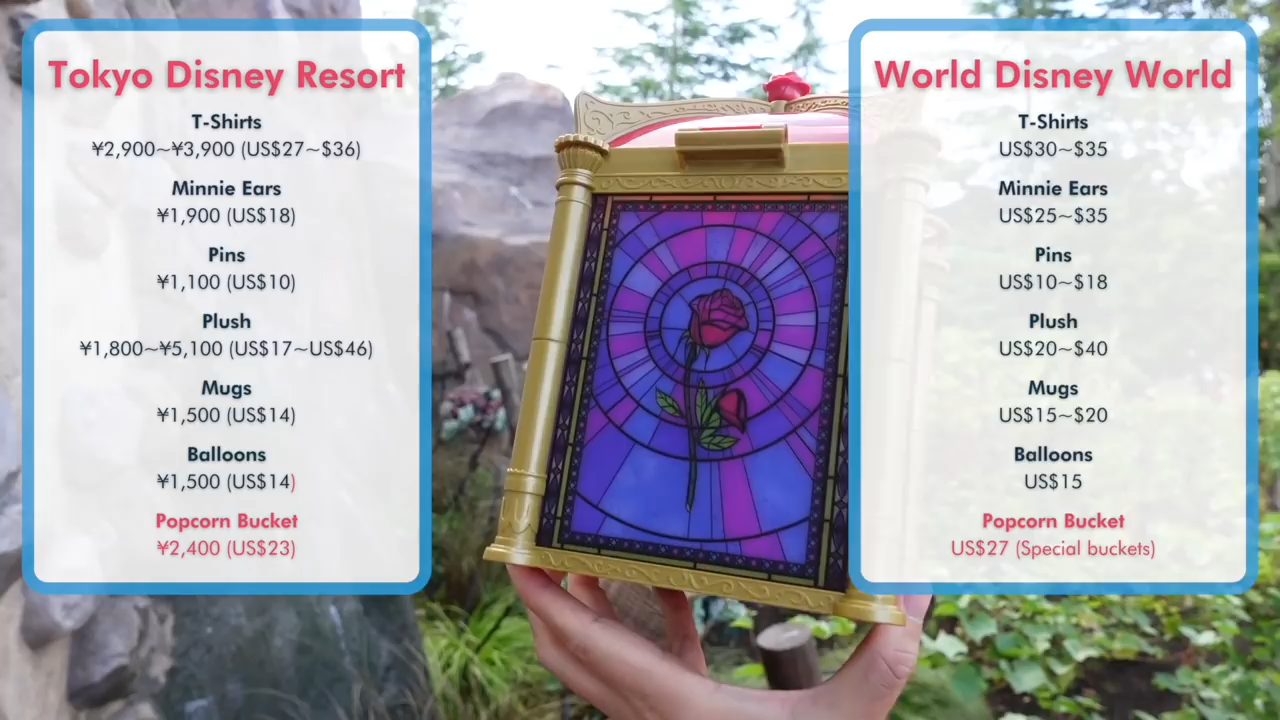 Tokyo Disney Resort
T-Shirts
¥2,900~¥3,900 (US$27~$36)
Minnie Ears
¥1,900 (US$18)
Pins
¥1,100 (US$10)
Plush
¥1,800~¥5,100 (US$17~US$46)
Mugs
¥1,500 (US$14)
Balloons
¥1,500 (US$14)
Popcorn Bucket
¥2,400 (US$23)
World Disney World
T-Shirts
US$30~$35
Minnie Ears
US$25~$35
Pins
US$10~$18
Plush
US$20~$40
Mugs
US$15~$20
Balloons
US$15
Popcorn Bucket
US$27 (Special buckets)